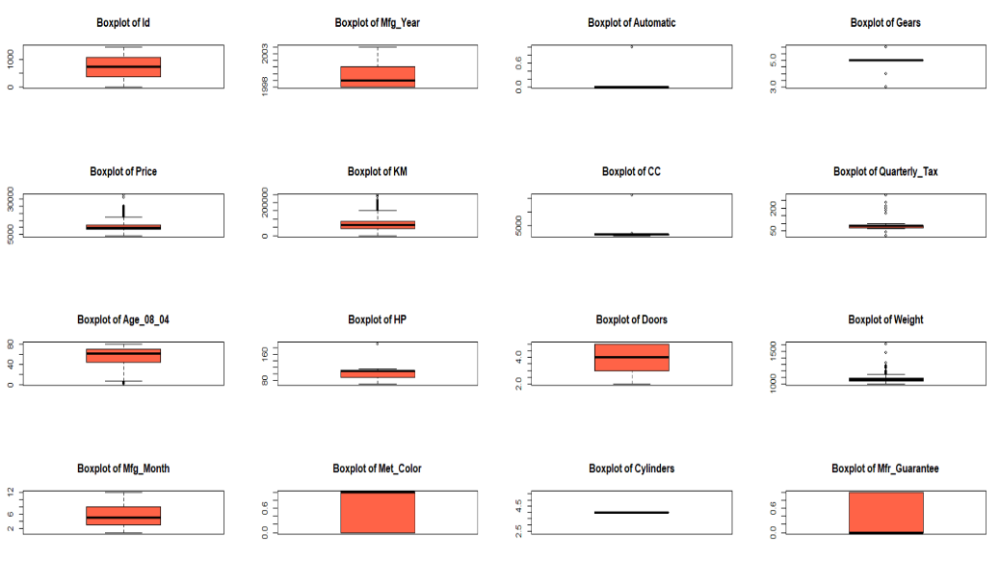 Boxplot of Id
0 1000
Boxplot of Mfg_Year
1998 2003
Boxplot of Automatic
0.0 0.6
Boxplot of Gears
3.0 5.0
Boxplot of Price
5000 30000
Boxplot of KM
0 200000
Boxplot of CC
5000
Boxplot of Quarterly_Tax
50 200
Boxplot of Age_08_04
0 40 80
Boxplot of HP
80 160
Boxplot of Doors
2.0 4.0
Boxplot of Weight
1000 1500
Boxplot of Mfg_Month
2 6 12
Boxplot of Met_Color
0.0 0.6
Boxplot of Cylinders
2.5 4.5
Boxplot of Mfr_Guarantee
0.0 0.6